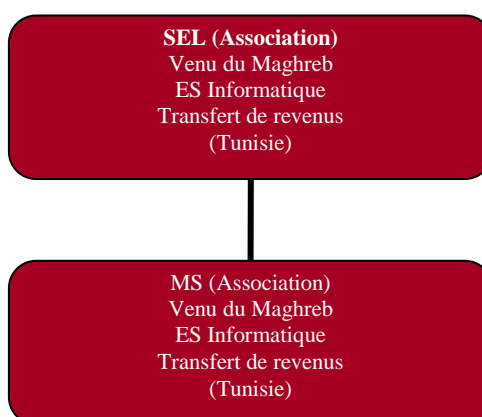 SEL (Association)
Venu du Maghreb
ES Informatique
Transfert de revenus
(Tunisie)
MS (Association)
Venu du Maghreb
ES Informatique
Transfert de revenus
(Tunisie)